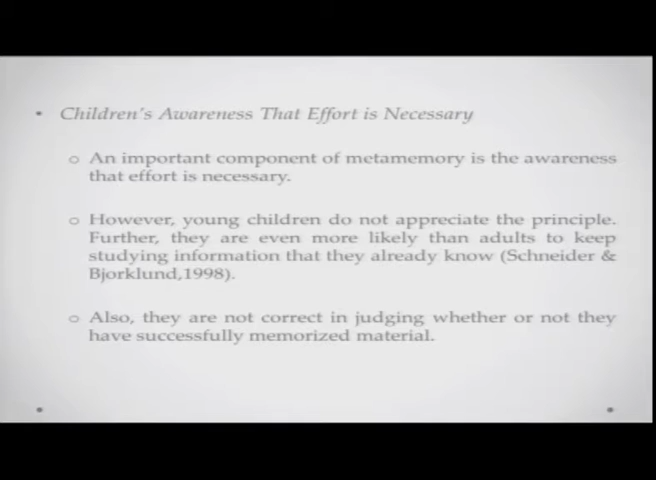 • Children's Awareness That Effort is Necessary
o An important component of metamemory is the awareness
that effort is necessary.
o However, young children do not appreciate the principle.
Further, they are even more likely than adults to keep
studying information that they already know (Schneider &
Bjorklund,1998).
o Also, they are not correct in judging whether or not they
have successfully memorized material.